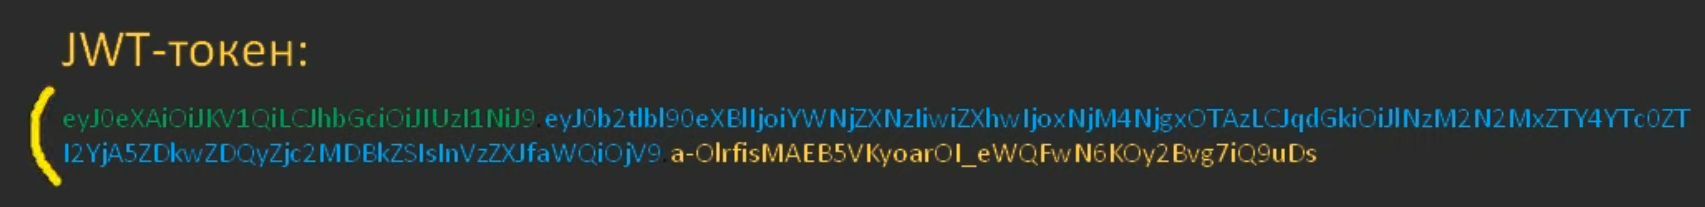 JWT-токен:
eyJ0eXAiOiJKV1QiLCJhbGciOiJIUzI1NiJ9.eyJ0b2tlbl90eXBlIjoiYWNjZXNzIiwiZXhwIjoxNjM4NjgxOTAzLCJqdGkiOiJlNzM2N2MxZTY4YTc0ZT
I2YjA5ZDkwZDQyZjc2MDBkZSIsInVzZXJfaWQiOjV9.a-OlrfisMAEB5VKyoarOI_eWQFwN6KOy2Bvg7iQ9uDs